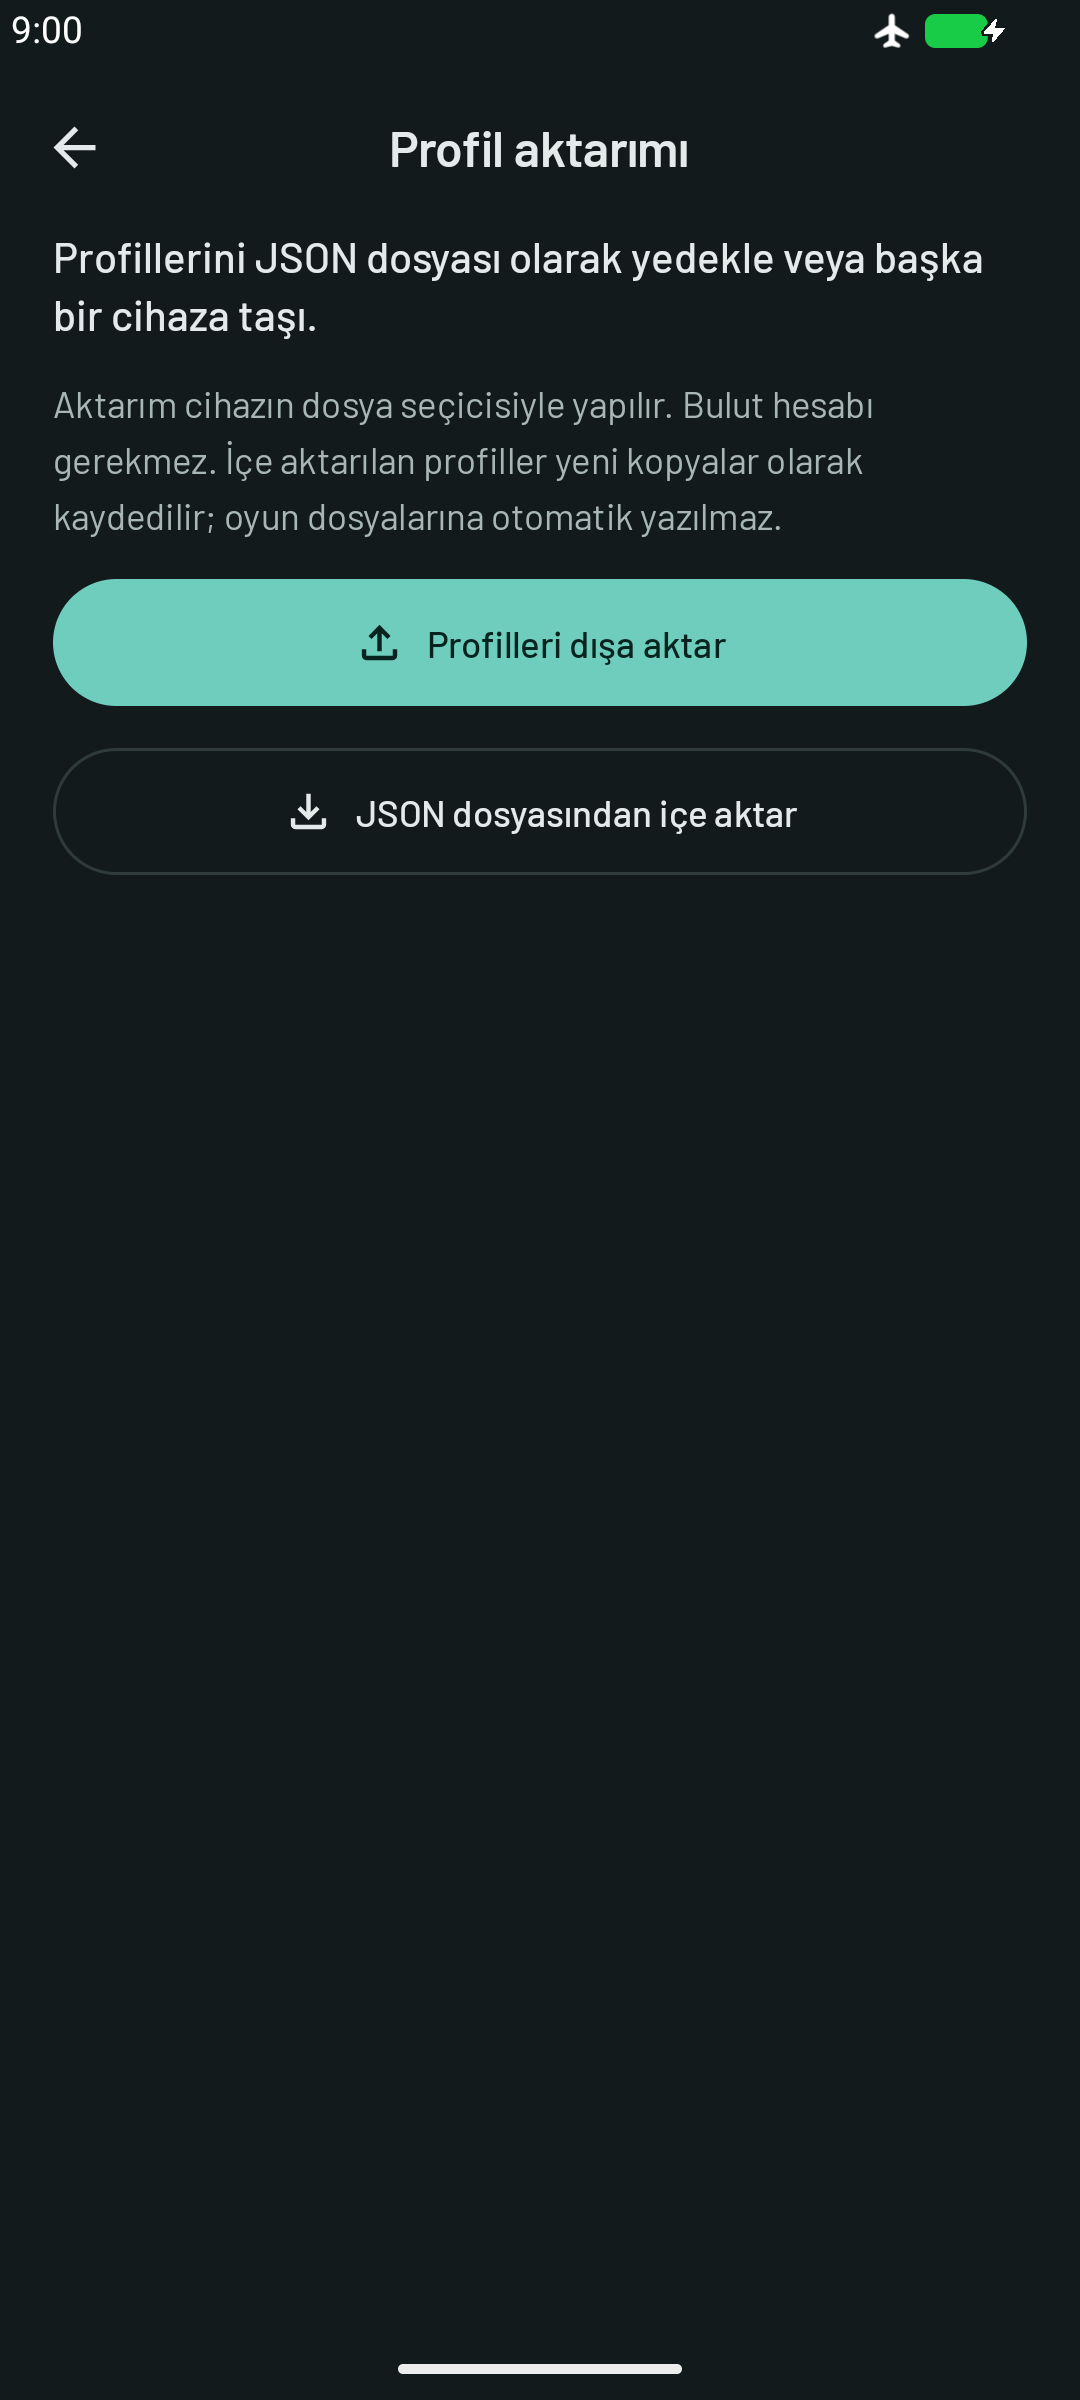 9:00
Profil aktarımı
Profillerini JSON dosyası olarak yedekle veya başka
bir cihaza taşı.
Aktarım cihazın dosya seçicisiyle yapılır. Bulut hesabı
gerekmez. İçe aktarılan profiller yeni kopyalar olarak
kaydedilir; oyun dosyalarına otomatik yazılmaz.
Profilleri dışa aktar
JSON dosyasından içe aktar